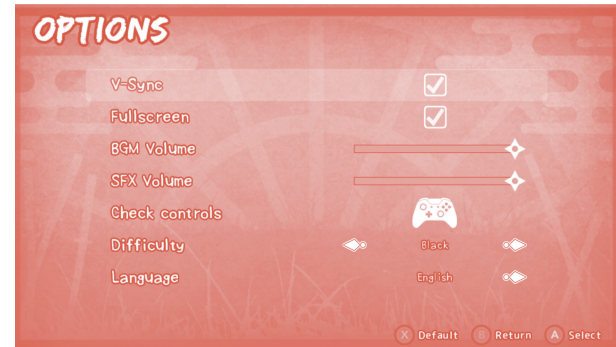 OPTIONS
V-Sync
Fullscreen
BGM Volume
SFX Volume
Check controls
Difficulty Black
Language English
X Default B Return A Select